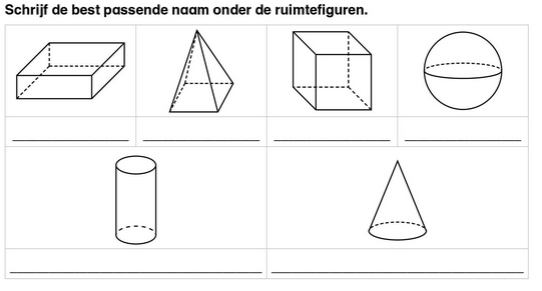 Schrijf de best passende naam onder de ruimtefiguren.